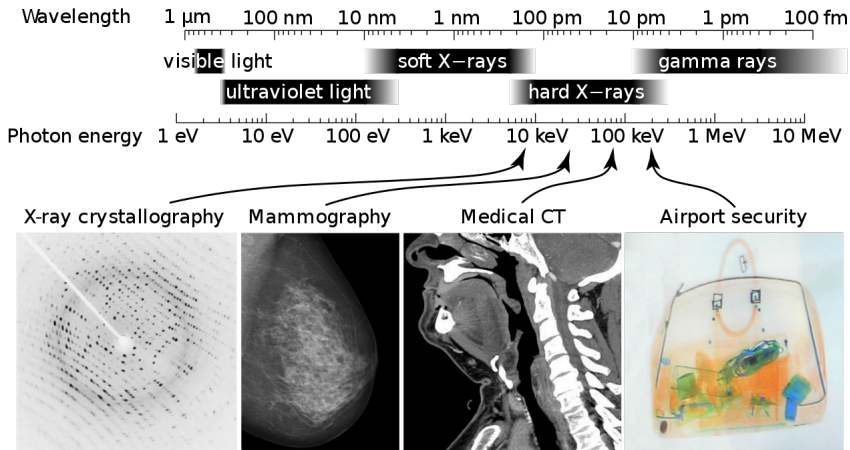 Wavelength 1 μm 100 nm 10 nm 1 nm 100 pm 10 pm 1 pm 100 fm
visible light soft X−rays gamma rays
ultraviolet light hard X−rays
Photon energy 1 eV 10 eV 100 eV 1 keV 10 keV 100 keV 1 MeV 10 MeV
X-ray crystallography Mammography Medical CT Airport security